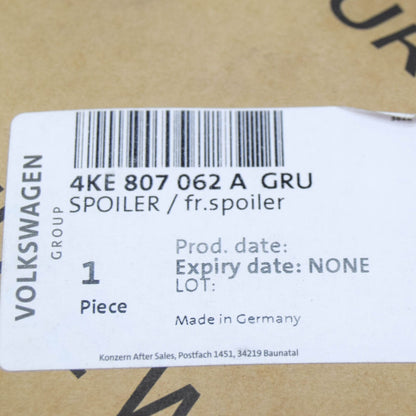 VOLKSWAGEN
GROUP
4KE 807 062 A GRU
SPOILER / fr.spoiler
1
Piece
Prod. date:
Expiry date: NONE
LOT:
Made in Germany
Konzern After Sales, Postfach 1451, 34219 Baunatal